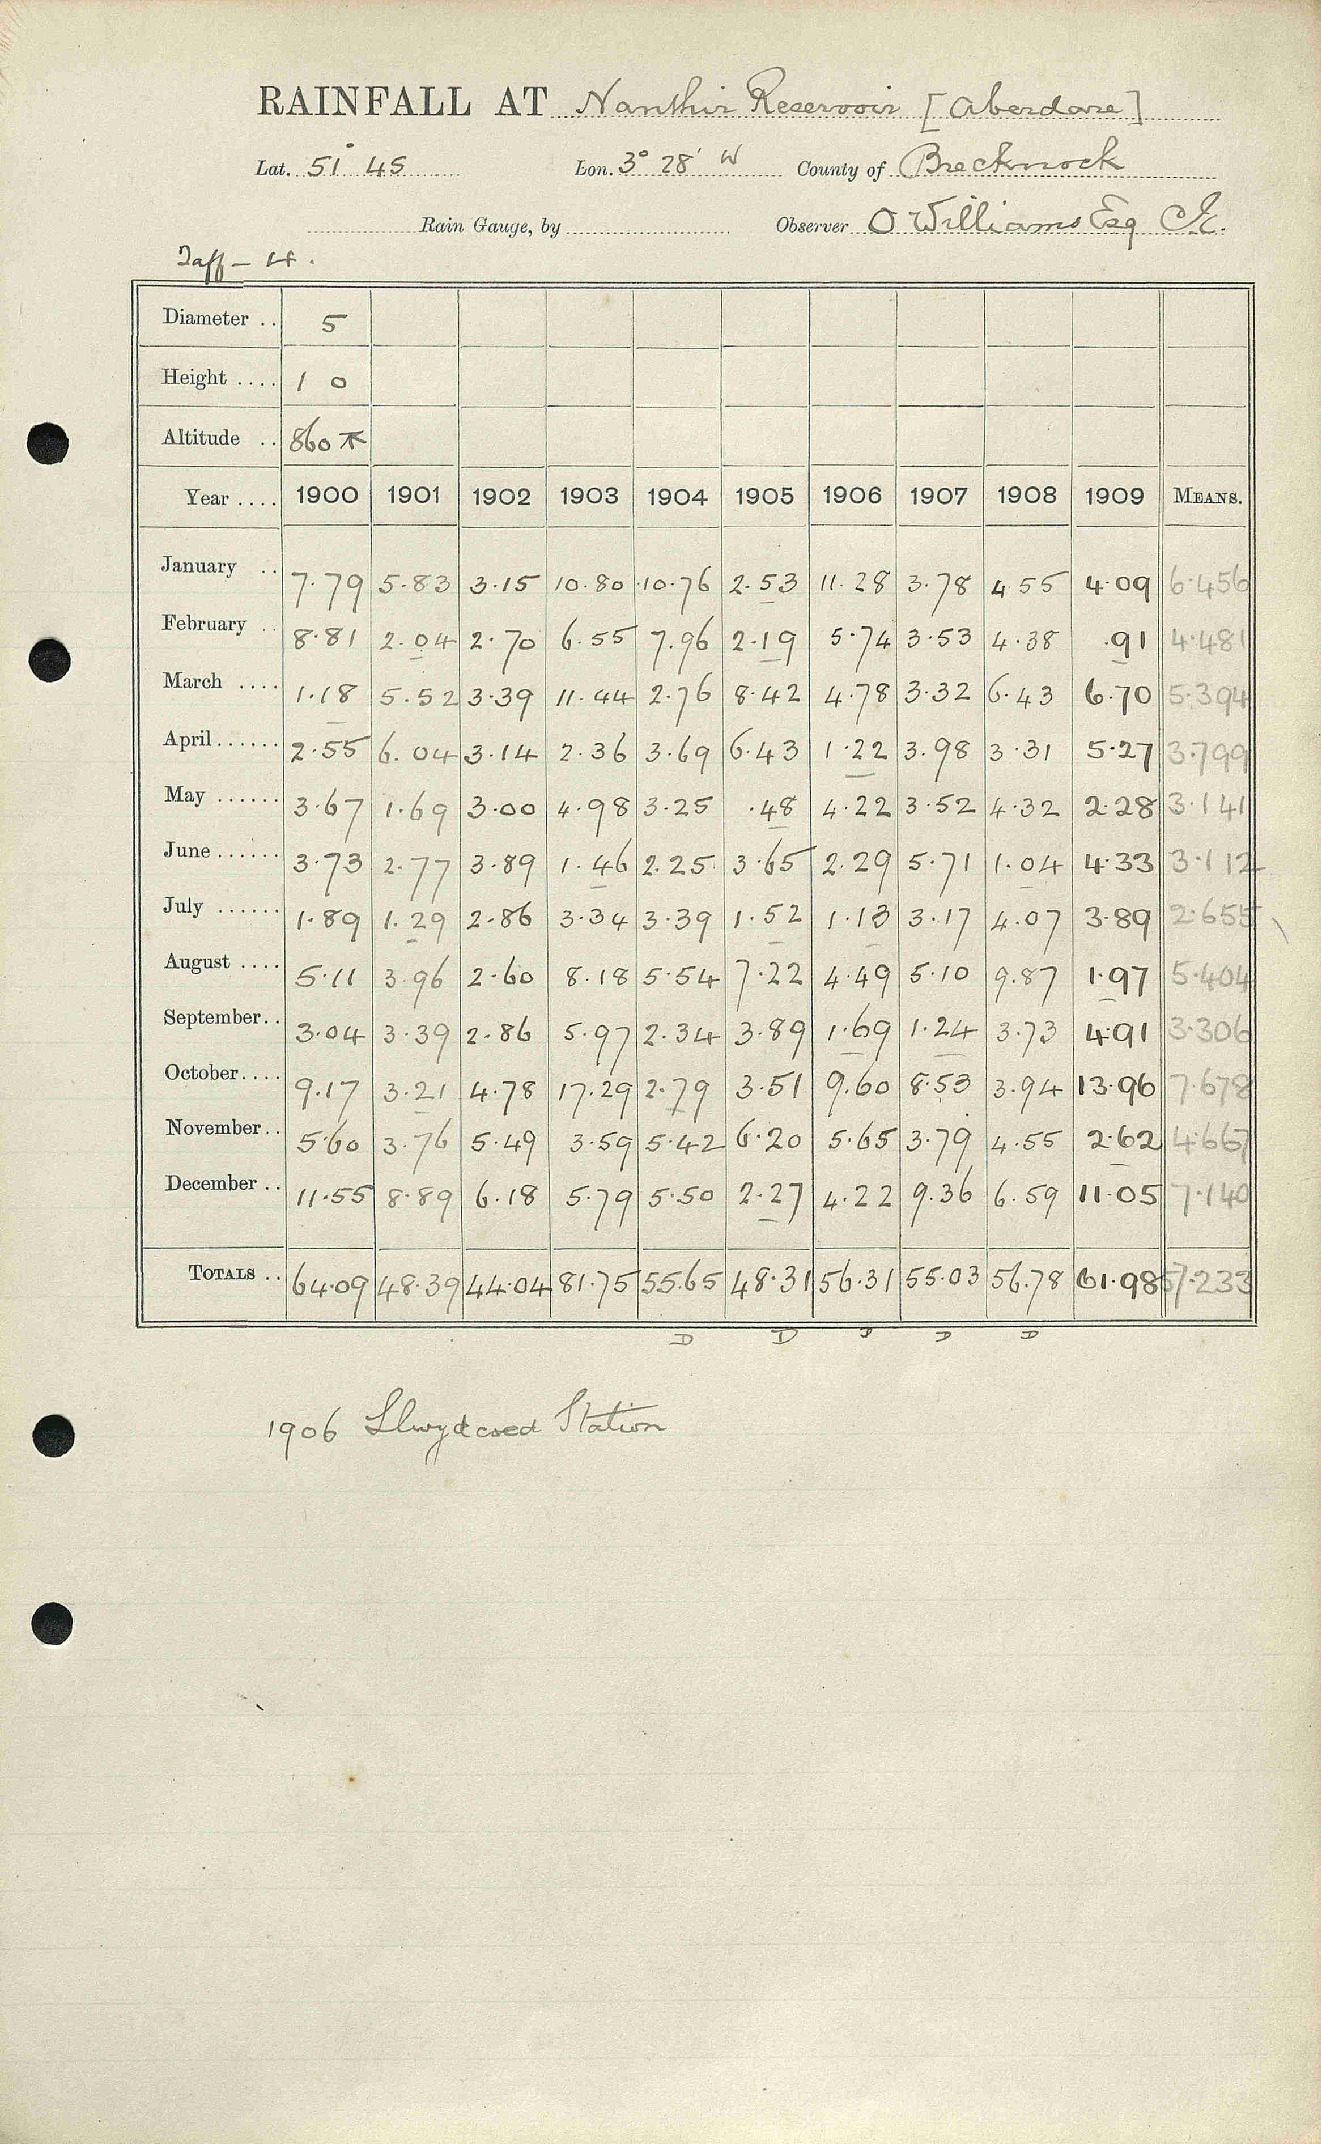 RAINFALL AT Nanthir Reservoir [Aberdare]
Lat. 51° 45 Lon. 3° 28' W County of Brecknock
Rain Gauge, by Observer O Williams Esq CE.
Taff - 14.
Diameter .. 5
Height .... 1 0
Altitude .. 860
Year .... 1900 1901 1902 1903 1904 1905 1906 1907 1908 1909 MEANS.
January .. 7.79 5.83 3.15 10.80 10.76 2.53 11.28 3.78 4.55 4.09 6.456
February .. 8.81 2.04 2.70 6.55 7.96 2.19 5.74 3.53 4.38 .91 4.481
March .... 1.18 5.52 3.39 11.44 2.76 8.42 4.78 3.32 6.43 6.70 5.394
April...... 2.55 6.04 3.14 2.36 3.69 6.43 1.22 3.98 3.31 5.27 3.799
May ...... 3.67 1.69 3.00 4.98 3.25 .48 4.22 3.52 4.32 2.28 3.141
June...... 3.73 2.77 3.89 1.46 2.25 3.65 2.29 5.71 1.04 4.33 3.112
July ...... 1.89 1.29 2.86 3.34 3.39 1.52 1.13 3.17 4.07 3.89 2.655
August .... 5.11 3.96 2.60 8.18 5.54 7.22 4.49 5.10 9.87 1.97 5.404
September.. 3.04 3.39 2.86 5.97 2.34 3.89 1.69 1.24 3.73 4.91 3.306
October.... 9.17 3.21 4.78 17.29 2.79 3.51 9.60 8.53 3.94 13.96 7.678
November.. 5.60 3.76 5.49 3.59 5.42 6.20 5.65 3.79 4.55 2.62 4.667
December .. 11.55 8.89 6.18 5.79 5.50 2.27 4.22 9.36 6.59 11.05 7.140
TOTALS .. 64.09 48.39 44.04 81.75 55.65 48.31 56.31 55.03 56.78 61.98 57.233
D D D D D
1906 Llwydcoed Station